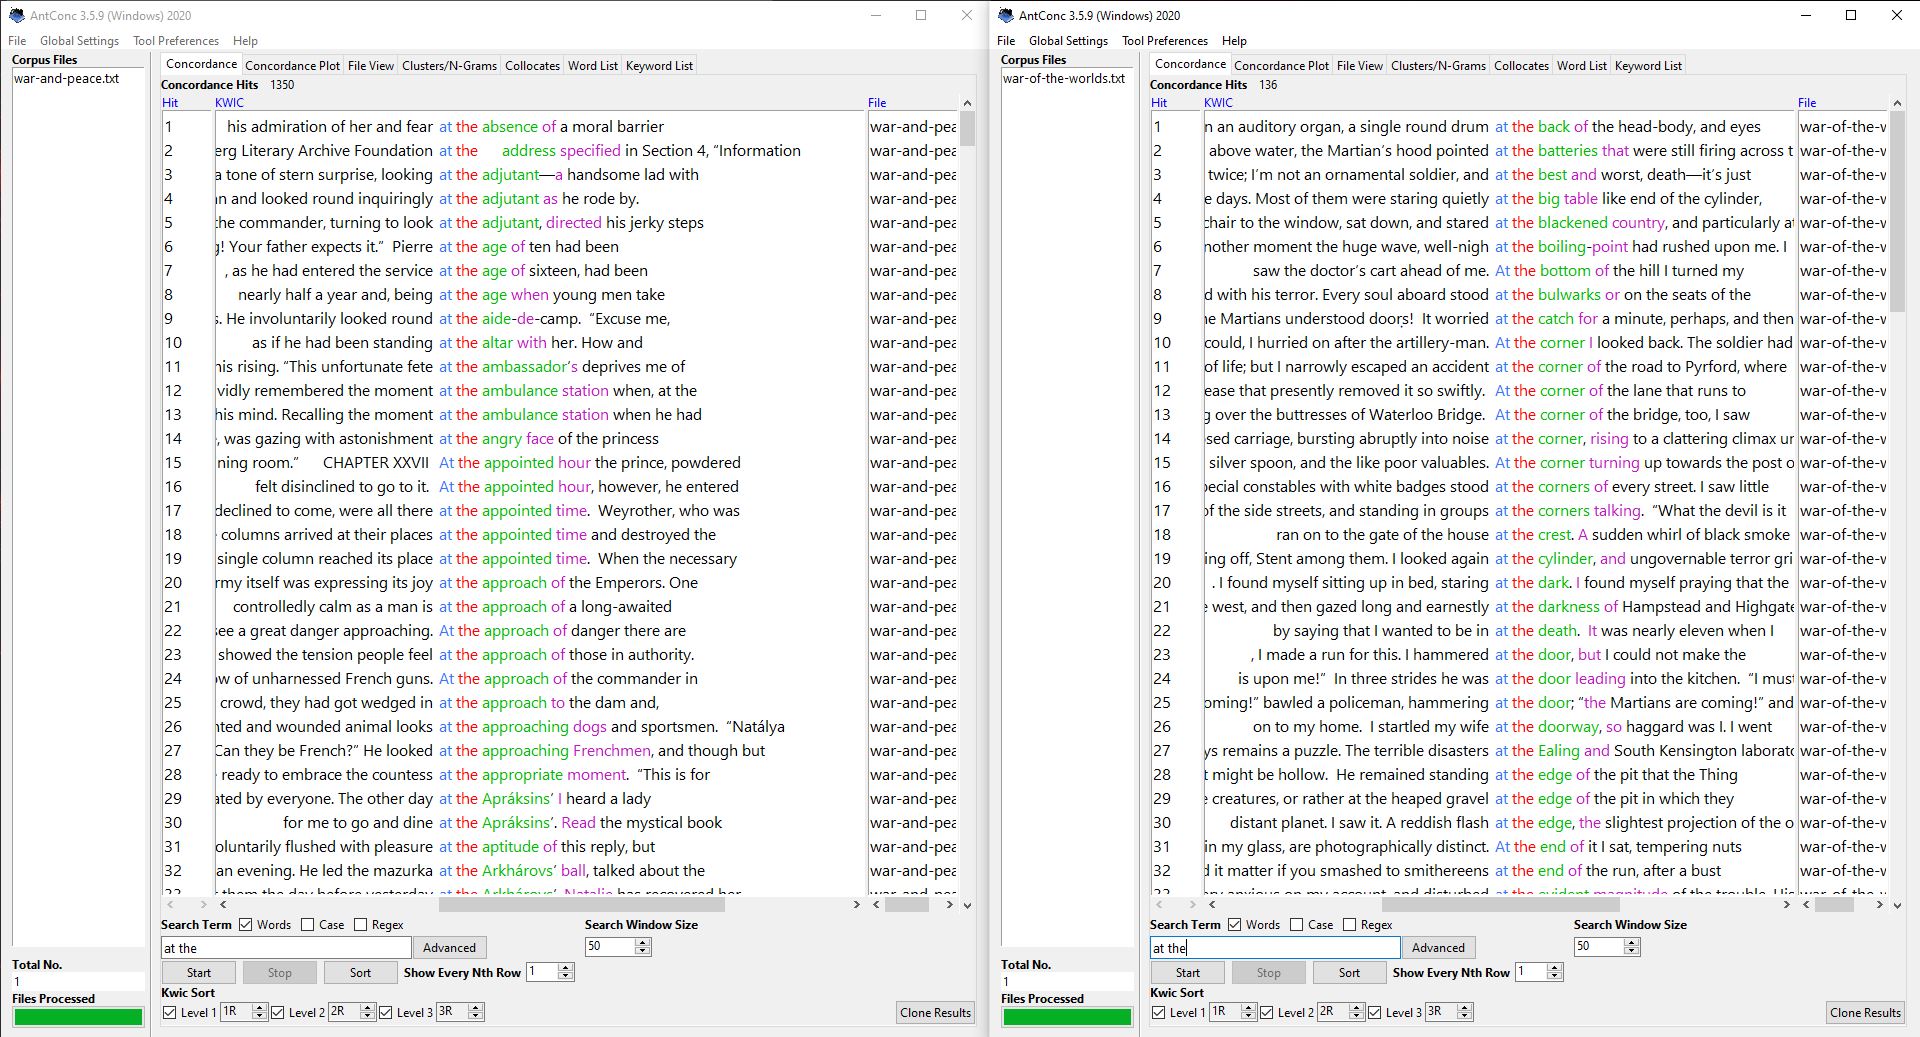 AntConc 3.5.9 (Windows) 2020
File Global Settings Tool Preferences Help
Corpus Files
war-and-peace.txt
Concordance Concordance Plot File View Clusters/N-Grams Collocates Word List Keyword List
Concordance Hits 1350
Hit KWIC File
1 his admiration of her and fear at the absence of a moral barrier war-and-pea
2 erg Literary Archive Foundation at the address specified in Section 4, “Information war-and-pea
3 a tone of stern surprise, looking at the adjutant—a handsome lad with war-and-pea
4 n and looked round inquiringly at the adjutant as he rode by. war-and-pea
5 the commander, turning to look at the adjutant, directed his jerky steps war-and-pea
6 ! Your father expects it.” Pierre at the age of ten had been war-and-pea
7 , as he had entered the service at the age of sixteen, had been war-and-pea
8 nearly half a year and, being at the age when young men take war-and-pea
9 s. He involuntarily looked round at the aide-de-camp. “Excuse me, war-and-pea
10 as if he had been standing at the altar with her. How and war-and-pea
11 his rising. “This unfortunate fete at the ambassador’s deprives me of war-and-pea
12 vidly remembered the moment at the ambulance station when, at the war-and-pea
13 his mind. Recalling the moment at the ambulance station when he had war-and-pea
14 , was gazing with astonishment at the angry face of the princess war-and-pea
15 ning room.” CHAPTER XXVII At the appointed hour the prince, powdered war-and-pea
16 felt disinclined to go to it. At the appointed hour, however, he entered war-and-pea
17 declined to come, were all there at the appointed time. Weyrother, who was war-and-pea
18 columns arrived at their places at the appointed time and destroyed the war-and-pea
19 single column reached its place at the appointed time. When the necessary war-and-pea
20 rmy itself was expressing its joy at the approach of the Emperors. One war-and-pea
21 controlledly calm as a man is at the approach of a long-awaited war-and-pea
22 see a great danger approaching. At the approach of danger there are war-and-pea
23 showed the tension people feel at the approach of those in authority. war-and-pea
24 ow of unharnessed French guns. At the approach of the commander in war-and-pea
25 crowd, they had got wedged in at the approach to the dam and, war-and-pea
26 nted and wounded animal looks at the approaching dogs and sportsmen. “Natálya war-and-pea
27 Can they be French?” He looked at the approaching Frenchmen, and though but war-and-pea
28 ready to embrace the countess at the appropriate moment. “This is for war-and-pea
29 ated by everyone. The other day at the Apráksins’ I heard a lady war-and-pea
30 for me to go and dine at the Apráksins’. Read the mystical book war-and-pea
31 oluntarily flushed with pleasure at the aptitude of this reply, but war-and-pea
32 an evening. He led the mazurka at the Arkhárovs’ ball, talked about the war-and-pea
33 them the day before yesterday at the Arkhárovs’. Natalie has recovered her
Search Term Words Case Regex Search Window Size
at the Advanced 50
Start Stop Sort Show Every Nth Row 1
Total No.
1
Files Processed
Kwic Sort
Level 1 1R Level 2 2R Level 3 3R Clone Results
AntConc 3.5.9 (Windows) 2020
File Global Settings Tool Preferences Help
Corpus Files
war-of-the-worlds.txt
Concordance Concordance Plot File View Clusters/N-Grams Collocates Word List Keyword List
Concordance Hits 136
Hit KWIC File
1 n an auditory organ, a single round drum at the back of the head-body, and eyes war-of-the-w
2 above water, the Martian’s hood pointed at the batteries that were still firing across t war-of-the-w
3 twice; I’m not an ornamental soldier, and at the best and worst, death—it’s just war-of-the-w
4 e days. Most of them were staring quietly at the big table like end of the cylinder, war-of-the-w
5 chair to the window, sat down, and stared at the blackened country, and particularly at war-of-the-w
6 nother moment the huge wave, well-nigh at the boiling-point had rushed upon me. I war-of-the-w
7 saw the doctor’s cart ahead of me. At the bottom of the hill I turned my war-of-the-w
8 d with his terror. Every soul aboard stood at the bulwarks or on the seats of the war-of-the-w
9 he Martians understood doors! It worried at the catch for a minute, perhaps, and then war-of-the-w
10 could, I hurried on after the artillery-man. At the corner I looked back. The soldier had war-of-the-w
11 of life; but I narrowly escaped an accident at the corner of the road to Pyrford, where war-of-the-w
12 ease that presently removed it so swiftly. At the corner of the lane that runs to war-of-the-w
13 g over the buttresses of Waterloo Bridge. At the corner of the bridge, too, I saw war-of-the-w
14 sed carriage, bursting abruptly into noise at the corner, rising to a clattering climax ur war-of-the-w
15 silver spoon, and the like poor valuables. At the corner turning up towards the post o war-of-the-w
16 pecial constables with white badges stood at the corners of every street. I saw little war-of-the-w
17 of the side streets, and standing in groups at the corners talking. “What the devil is it war-of-the-w
18 ran on to the gate of the house at the crest. A sudden whirl of black smoke war-of-the-w
19 ing off, Stent among them. I looked again at the cylinder, and ungovernable terror gri war-of-the-w
20 . I found myself sitting up in bed, staring at the dark. I found myself praying that the war-of-the-w
21 e west, and then gazed long and earnestly at the darkness of Hampstead and Highgate war-of-the-w
22 by saying that I wanted to be in at the death. It was nearly eleven when I war-of-the-w
23 , I made a run for this. I hammered at the door, but I could not make the war-of-the-w
24 is upon me!” In three strides he was at the door leading into the kitchen. “I must war-of-the-w
25 oming!” bawled a policeman, hammering at the door; “the Martians are coming!” and war-of-the-w
26 on to my home. I startled my wife at the doorway, so haggard was I. I went war-of-the-w
27 ys remains a puzzle. The terrible disasters at the Ealing and South Kensington laborato war-of-the-w
28 t might be hollow. He remained standing at the edge of the pit that the Thing war-of-the-w
29 e creatures, or rather at the heaped gravel at the edge of the pit in which they war-of-the-w
30 distant planet. I saw it. A reddish flash at the edge, the slightest projection of the o war-of-the-w
31 in my glass, are photographically distinct. At the end of it I sat, tempering nuts war-of-the-w
32 d it matter if you smashed to smithereens at the end of the run, after a bust war-of-the-w
33 ery anxious on my account, and disturbed at the evident magnitude of the trouble. His war-of-the-w
Search Term Words Case Regex Search Window Size
at the Advanced 50
Start Stop Sort Show Every Nth Row 1
Total No.
1
Files Processed
Kwic Sort
Level 1 1R Level 2 2R Level 3 3R Clone Results